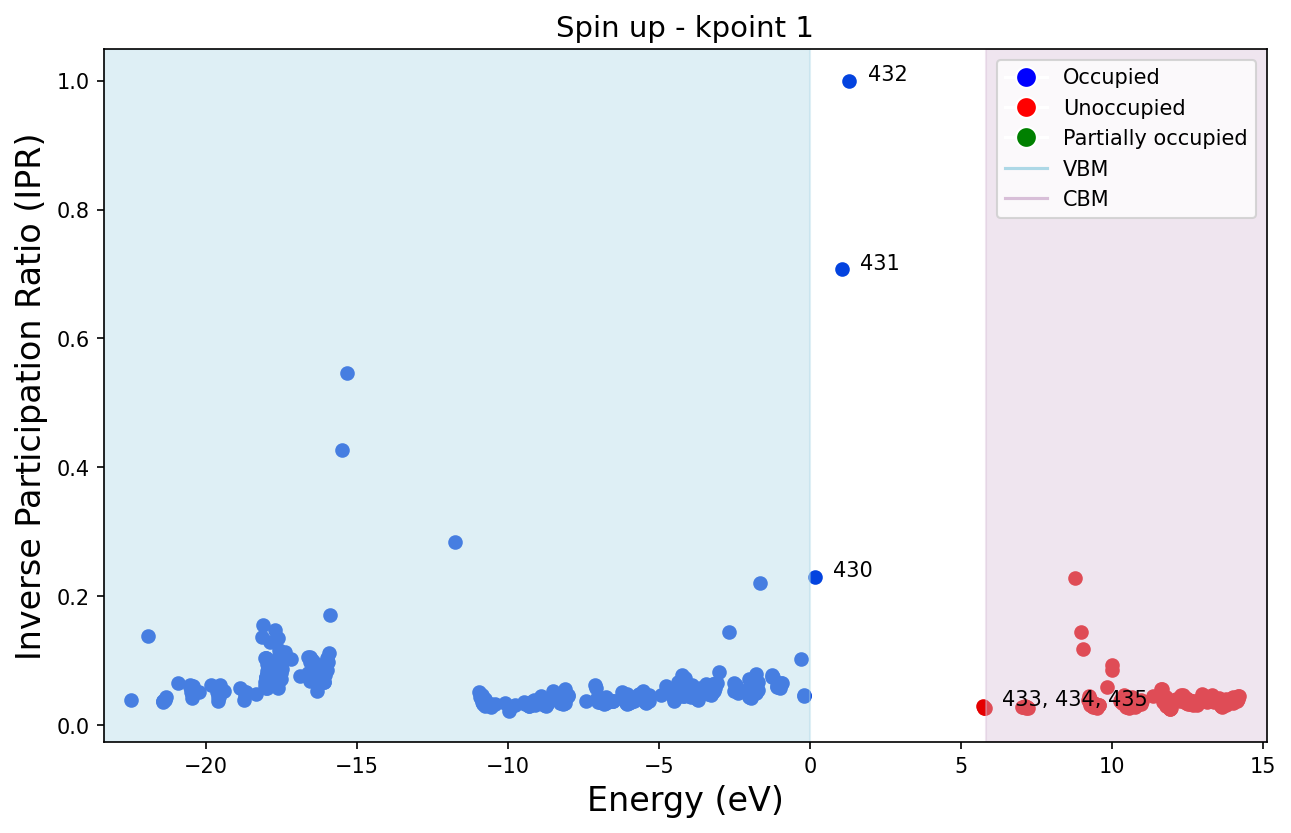 Spin up - kpoint 1
Inverse Participation Ratio (IPR)
1.0
0.8
0.6
0.4
0.2
0.0
432
431
430
433, 434, 435
Occupied
Unoccupied
Partially occupied
VBM
CBM
−20
−15
−10
−5
0
5
10
15
Energy (eV)